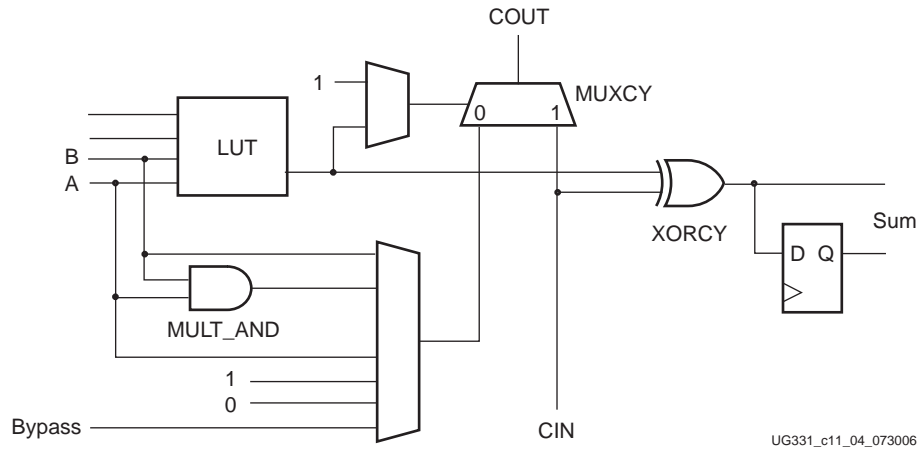 COUT
1
MUXCY
0 1
LUT
B
A
XORCY
Sum
D Q
MULT_AND
1
0
Bypass
CIN
UG331_c11_04_073006